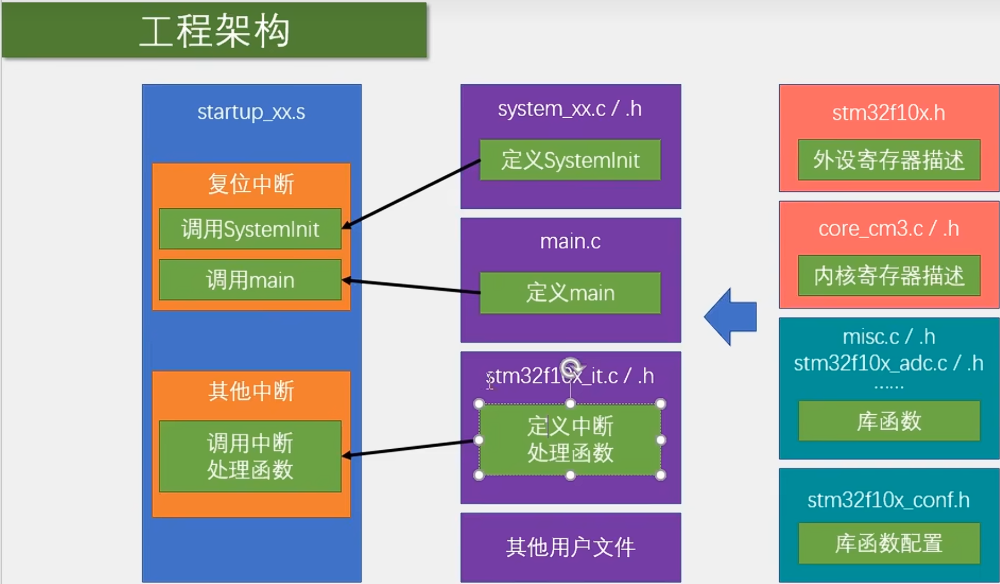 工程架构
startup_xx.s
复位中断
调用SystemInit
调用main
其他中断
调用中断
处理函数
system_xx.c / .h
定义SystemInit
main.c
定义main
stm32f10x_it.c / .h
定义中断
处理函数
其他用户文件
stm32f10x.h
外设寄存器描述
core_cm3.c / .h
内核寄存器描述
misc.c / .h
stm32f10x_adc.c / .h
……
库函数
stm32f10x_conf.h
库函数配置